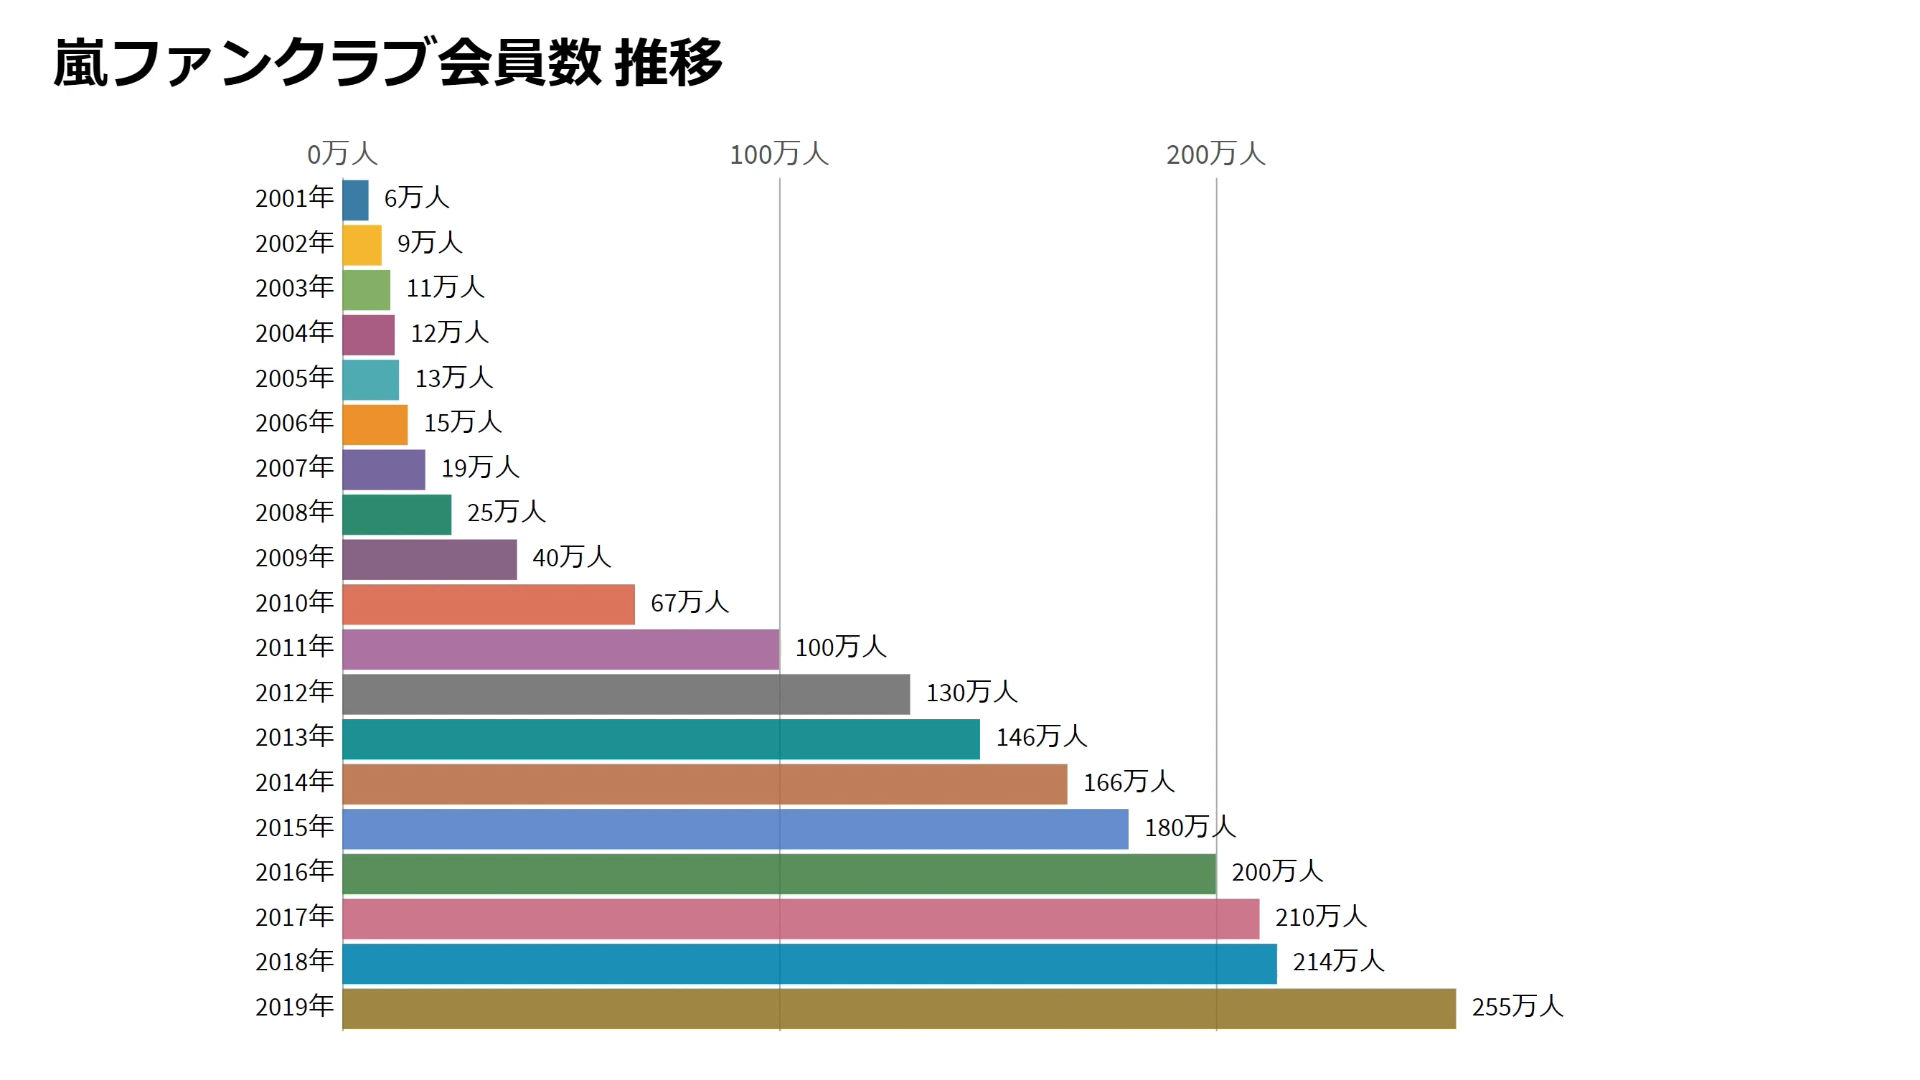 嵐ファンクラブ会員数 推移
0万人 100万人 200万人
2001年 6万人
2002年 9万人
2003年 11万人
2004年 12万人
2005年 13万人
2006年 15万人
2007年 19万人
2008年 25万人
2009年 40万人
2010年 67万人
2011年 100万人
2012年 130万人
2013年 146万人
2014年 166万人
2015年 180万人
2016年 200万人
2017年 210万人
2018年 214万人
2019年 255万人